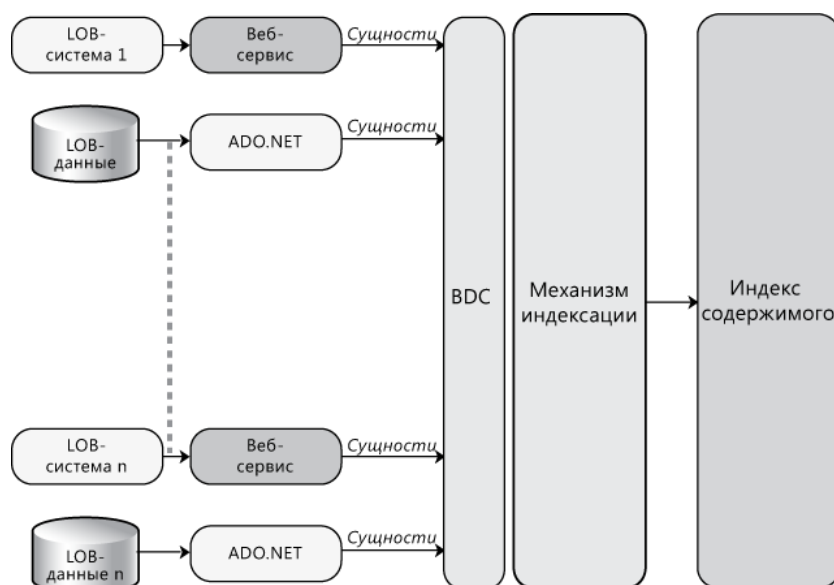 LOB-
система 1
Веб-
сервис
Сущности
LOB-
данные
ADO.NET
Сущности
BDC
Механизм
индексации
Индекс
содержимого
LOB-
система n
Веб-
сервис
Сущности
LOB-
данные n
ADO.NET
Сущности